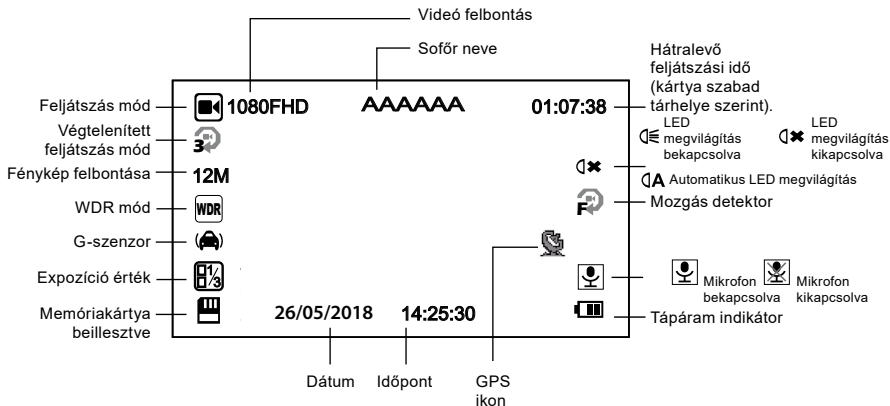 Videó felbontás
Sofőr neve
Hátralevő
feljátszási idő
(kártya szabad
tárhelye szerint).
Feljátszás mód
1080FHD
AAAAAA
01:07:38
LED
megvilágítás
bekapcsolva
LED
megvilágítás
kikapcsolva
Végtelenített
feljátszás mód
3
Fénykép felbontása
12M
A Automatikus LED megvilágítás
WDR mód
WDR
F
Mozgás detektor
G-szenzor
Expozíció érték
1/3
Mikrofon
bekapcsolva
Mikrofon
kikapcsolva
Memóriakártya
beillesztve
26/05/2018
14:25:30
Tápáram indikátor
Dátum
Időpont
GPS
ikon